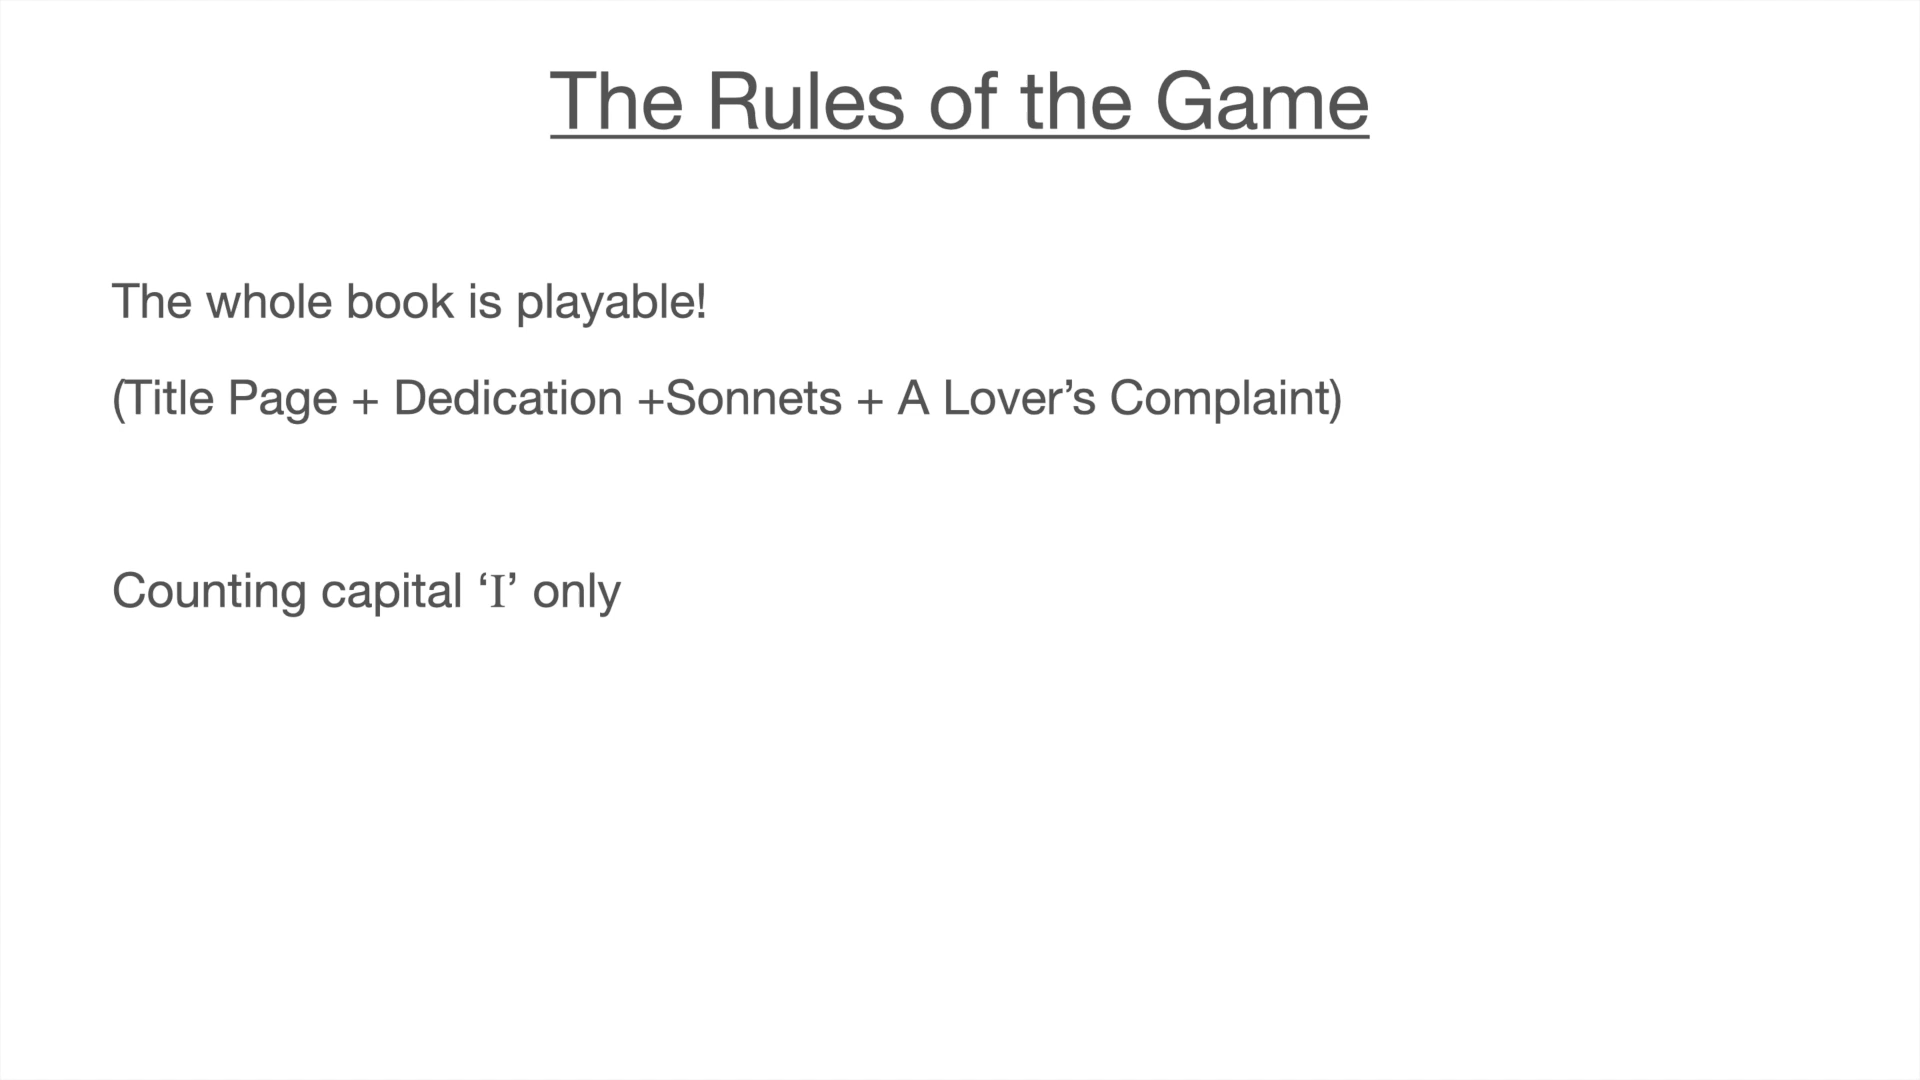 The Rules of the Game
The whole book is playable!
(Title Page + Dedication +Sonnets + A Lover’s Complaint)
Counting capital ‘I’ only